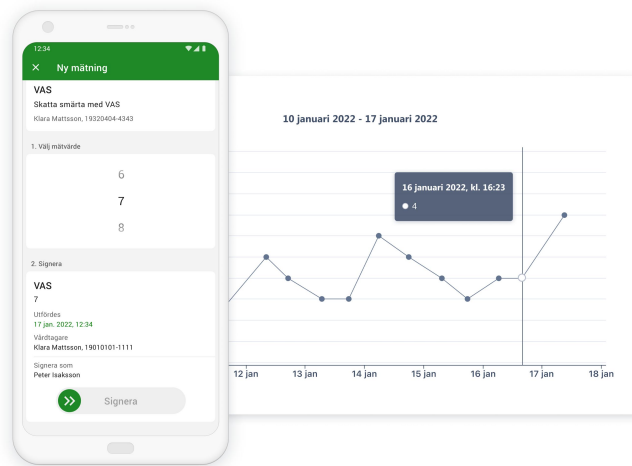 12:34
× Ny mätning
VAS
Skatta smärta med VAS
Klara Mattsson, 19320404-4343
1. Välj mätvärde
6
7
8
2. Signera
VAS
7
Utfördes
17 jan. 2022, 12:34
Vårdtagare
Klara Mattsson, 19010101-1111
Signera som
Peter Isaksson
Signera
10 januari 2022 - 17 januari 2022
16 januari 2022, kl. 16:23
4
12 jan 13 jan 14 jan 15 jan 16 jan 17 jan 18 jan